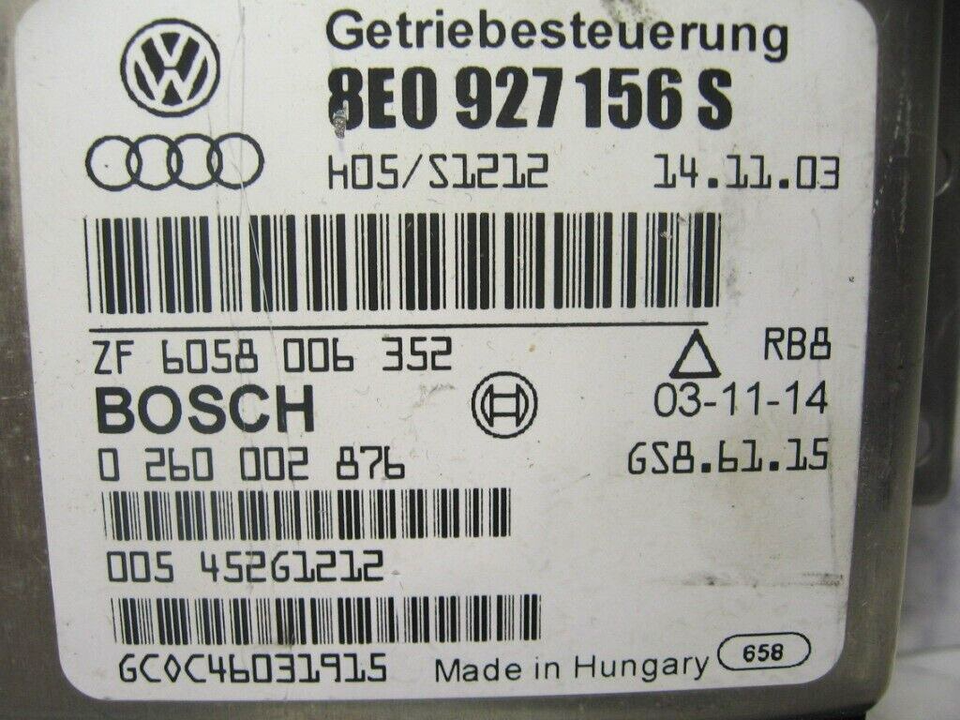 Getriebesteuerung
8E0 927 156 S
H05/S1212 14.11.03
ZF 6058 006 352 RB8
BOSCH 03-11-14
0 260 002 876 GS8.61.15
005 452G1212
GC0C46031915
Made in Hungary 658